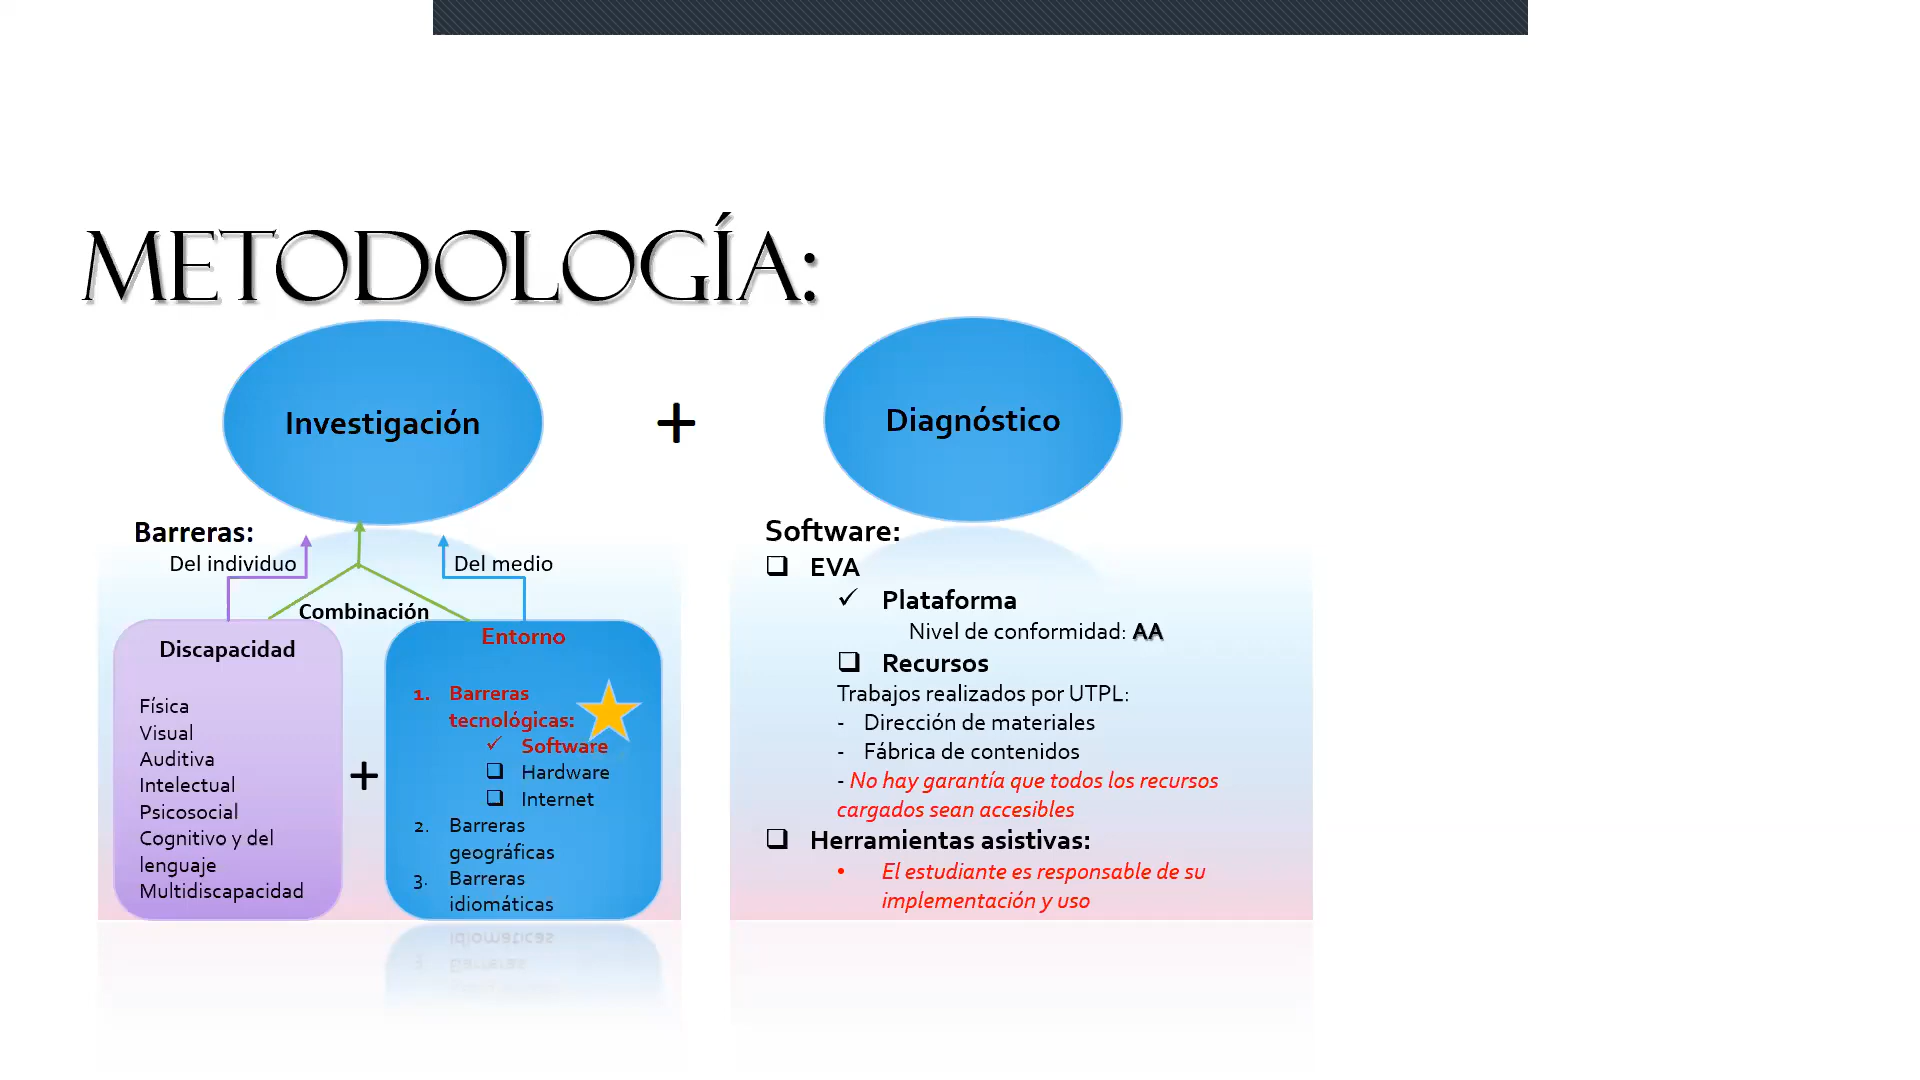 METODOLOGÍA:
Investigación
+
Diagnóstico
Barreras:
Del individuo
Del medio
Combinación
Discapacidad
Física
Visual
Auditiva
Intelectual
Psicosocial
Cognitivo y del
lenguaje
Multidiscapacidad
+
Entorno
1. Barreras
tecnológicas:
✓ Software
❑ Hardware
❑ Internet
2. Barreras
geográficas
3. Barreras
idiomáticas
Software:
❑ EVA
✓ Plataforma
Nivel de conformidad: AA
❑ Recursos
Trabajos realizados por UTPL:
- Dirección de materiales
- Fábrica de contenidos
- No hay garantía que todos los recursos
cargados sean accesibles
❑ Herramientas asistivas:
• El estudiante es responsable de su
implementación y uso